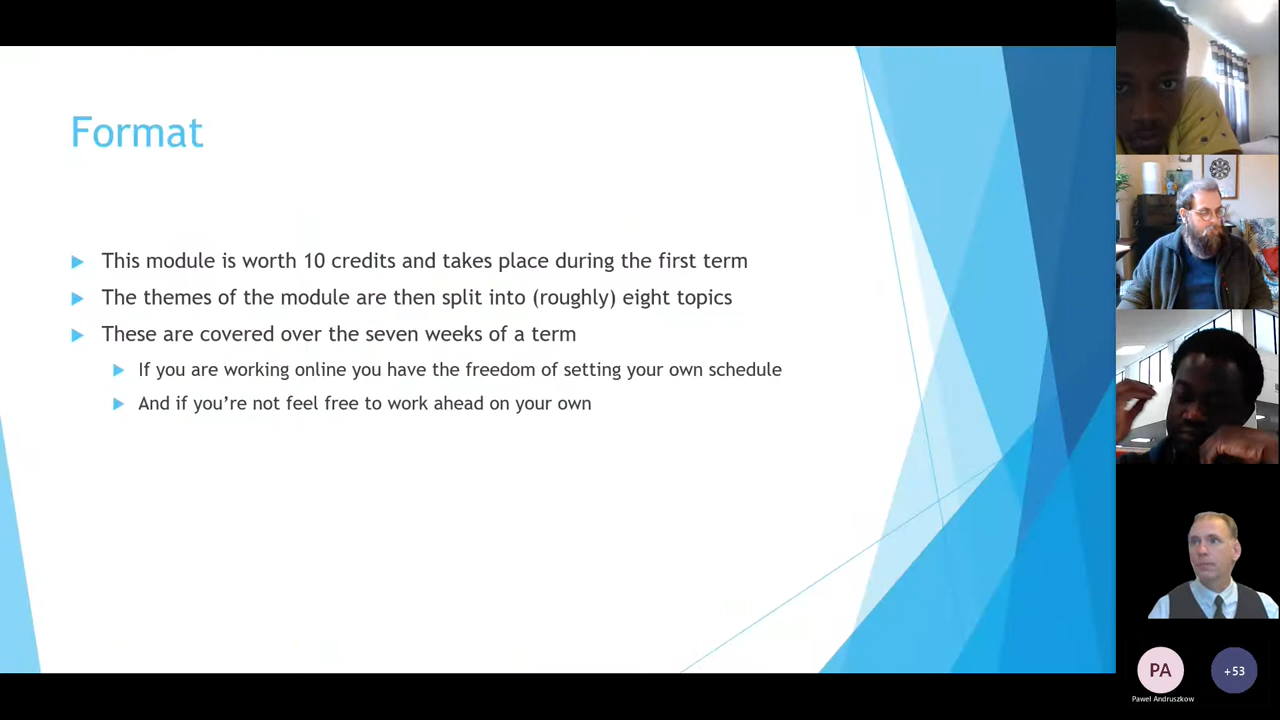 Format
This module is worth 10 credits and takes place during the first term
The themes of the module are then split into (roughly) eight topics
These are covered over the seven weeks of a term
If you are working online you have the freedom of setting your own schedule
And if you're not feel free to work ahead on your own
PA
+53
Pawel Andruszkow